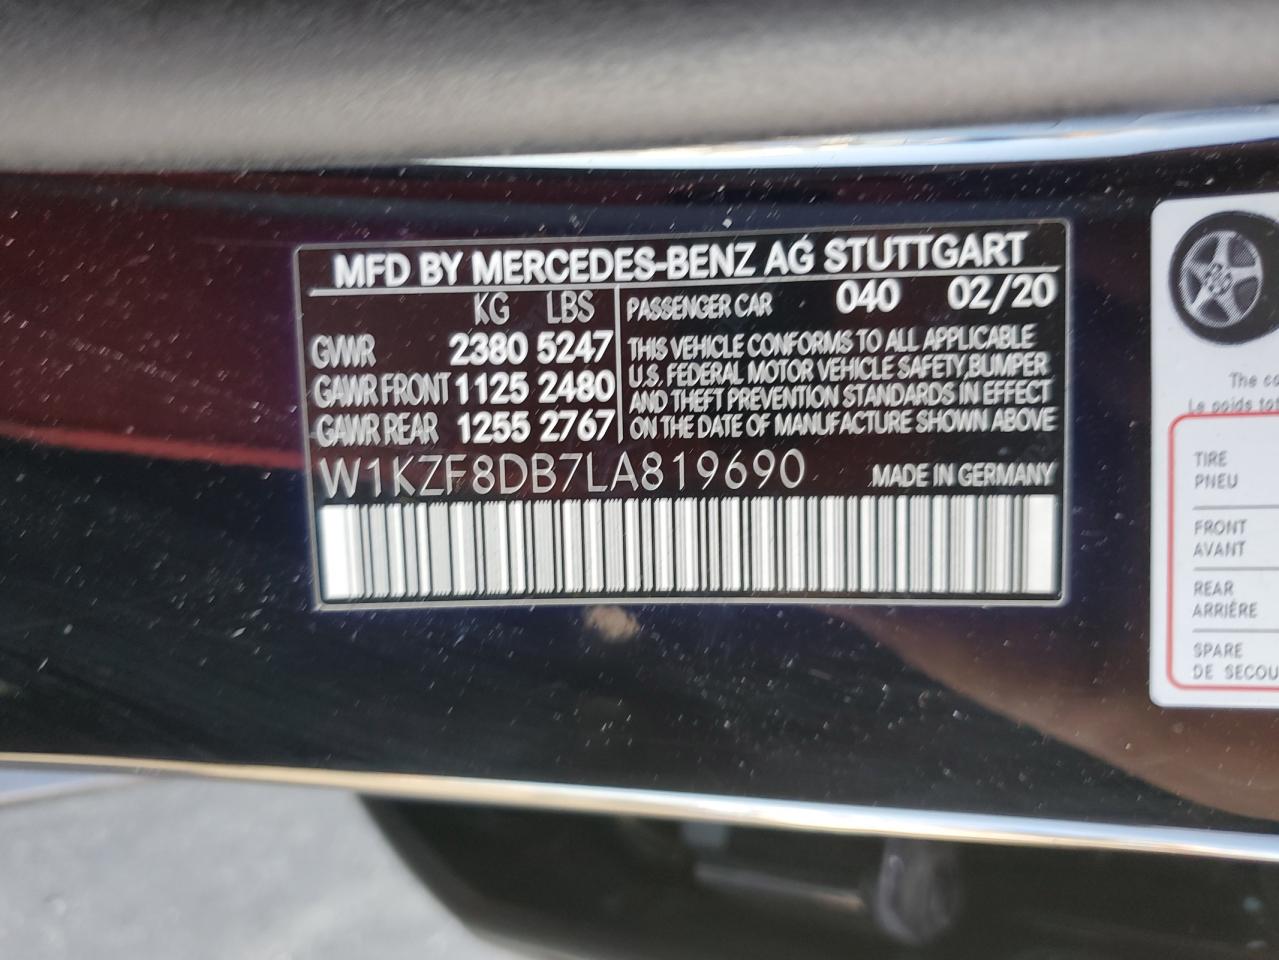 MFD BY MERCEDES-BENZ AG STUTTGART
KG LBS
GVWR 2380 5247
GAWR FRONT 1125 2480
GAWR REAR 1255 2767
PASSENGER CAR 040 02/20
THIS VEHICLE CONFORMS TO ALL APPLICABLE
U.S. FEDERAL MOTOR VEHICLE SAFETY,BUMPER
AND THEFT PREVENTION STANDARDS IN EFFECT
ON THE DATE OF MANUFACTURE SHOWN ABOVE
W1KZF8DB7LA819690 MADE IN GERMANY
The
Le poids
TIRE
PNEU
FRONT
AVANT
REAR
ARRIÈRE
SPARE
DE